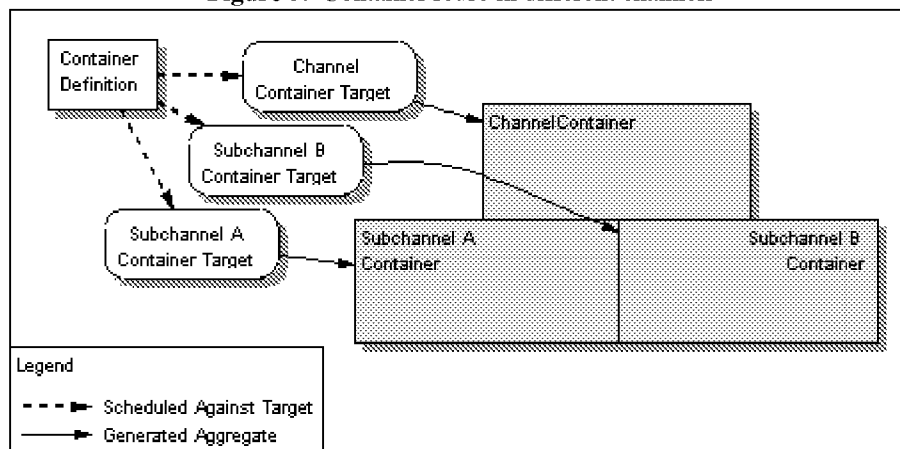 Container
Definition
Channel
Container Target
ChannelContainer
Subchannel B
Container Target
Subchannel A
Container Target
Subchannel A
Container
Subchannel B
Container
Legend
Scheduled Against Target
Generated Aggregate